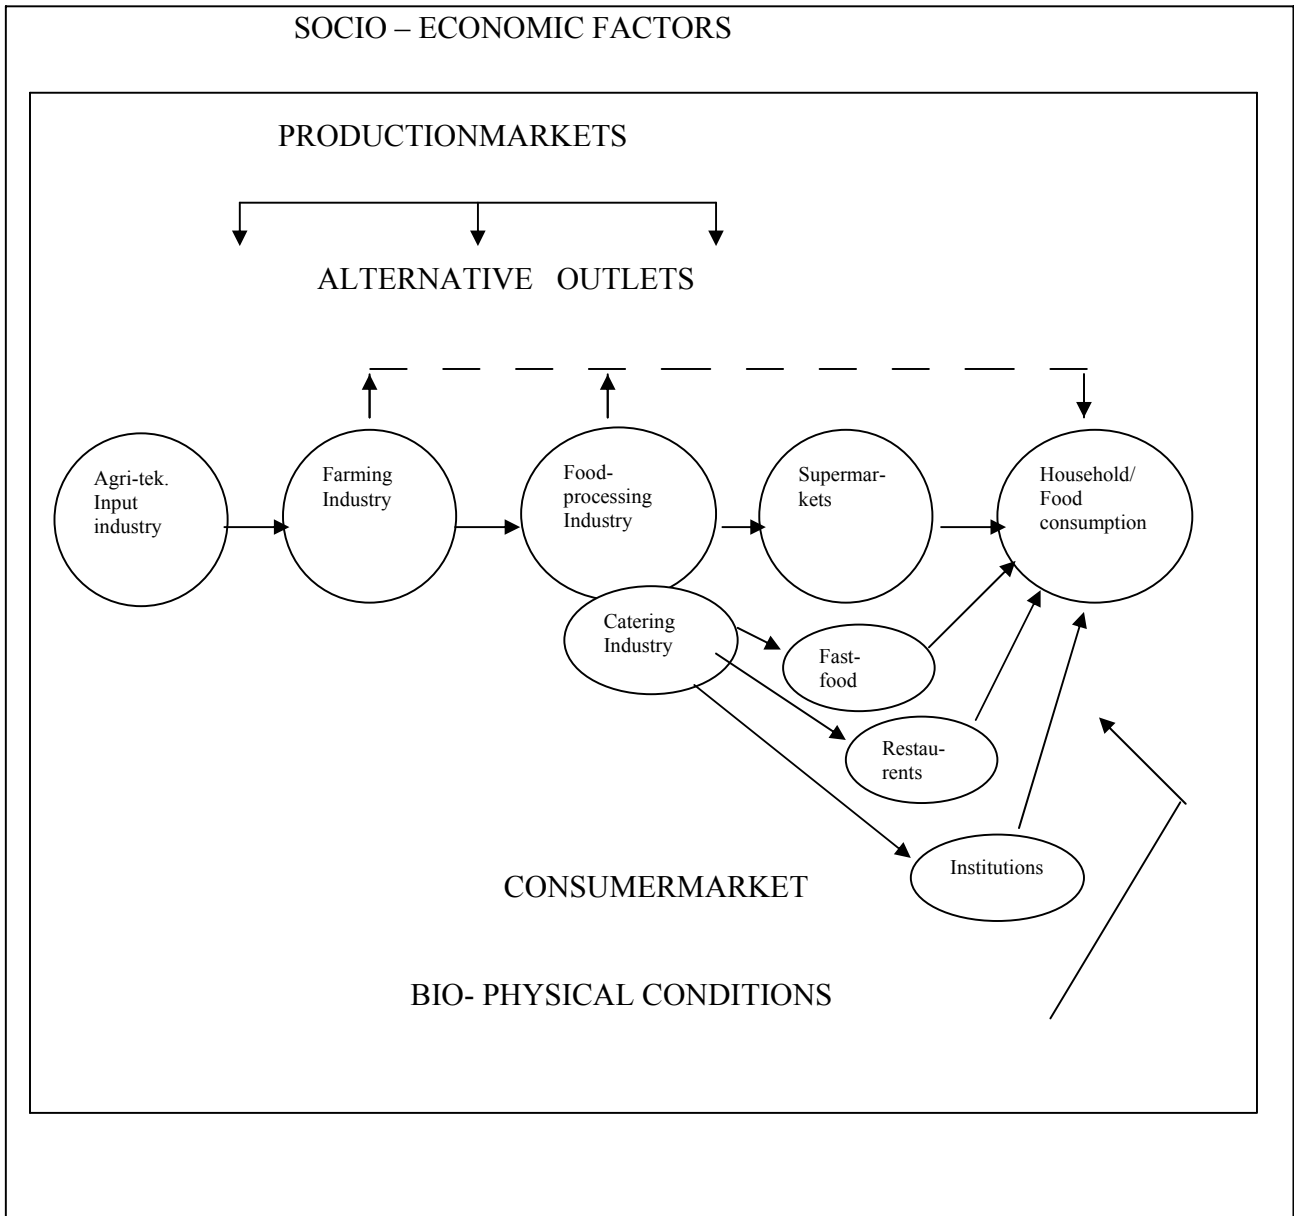 SOCIO – ECONOMIC FACTORS
PRODUCTIONMARKETS
ALTERNATIVE OUTLETS
Agri-tek.
Input
industry
Farming
Industry
Food-
processing
Industry
Supermar-
kets
Household/
Food
consumption
Catering
Industry
Fast-
food
Restau-
rents
Institutions
CONSUMERMARKET
BIO- PHYSICAL CONDITIONS